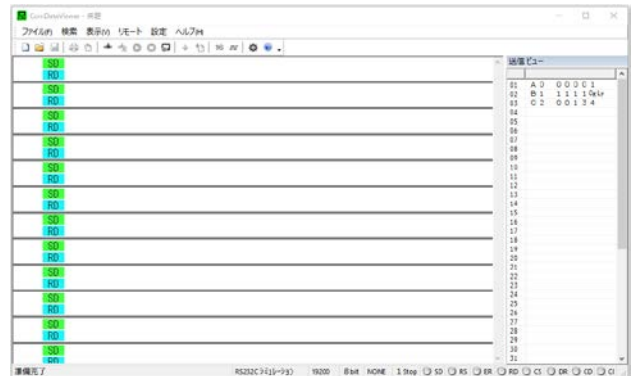 ComDataViewer - 無題
ファイル(F) 検索 表示(V) リモート 設定 ヘルプ(H)
SD
RD
SD
RD
SD
RD
SD
RD
SD
RD
SD
RD
SD
RD
SD
RD
SD
RD
SD
RD
SD
RD
SD
RD
送信ビュー
01 A 0 0 0 0 0 1
02 B 1 1 1 1 1
03 C 2 0 0 1 3 4
04
05
06
07
08
09
10
11
12
13
14
15
16
17
18
19
20
21
22
23
24
25
26
27
28
29
30
31
準備完了
RS232C 19200 8bit NONE 1 Stop SD RS ER RD CS DR CD CI